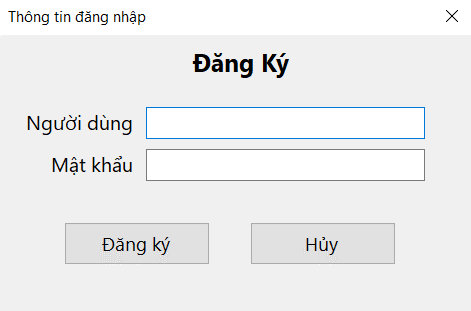 Thông tin đăng nhập
Đăng Ký
Người dùng
Mật khẩu
Đăng ký
Hủy